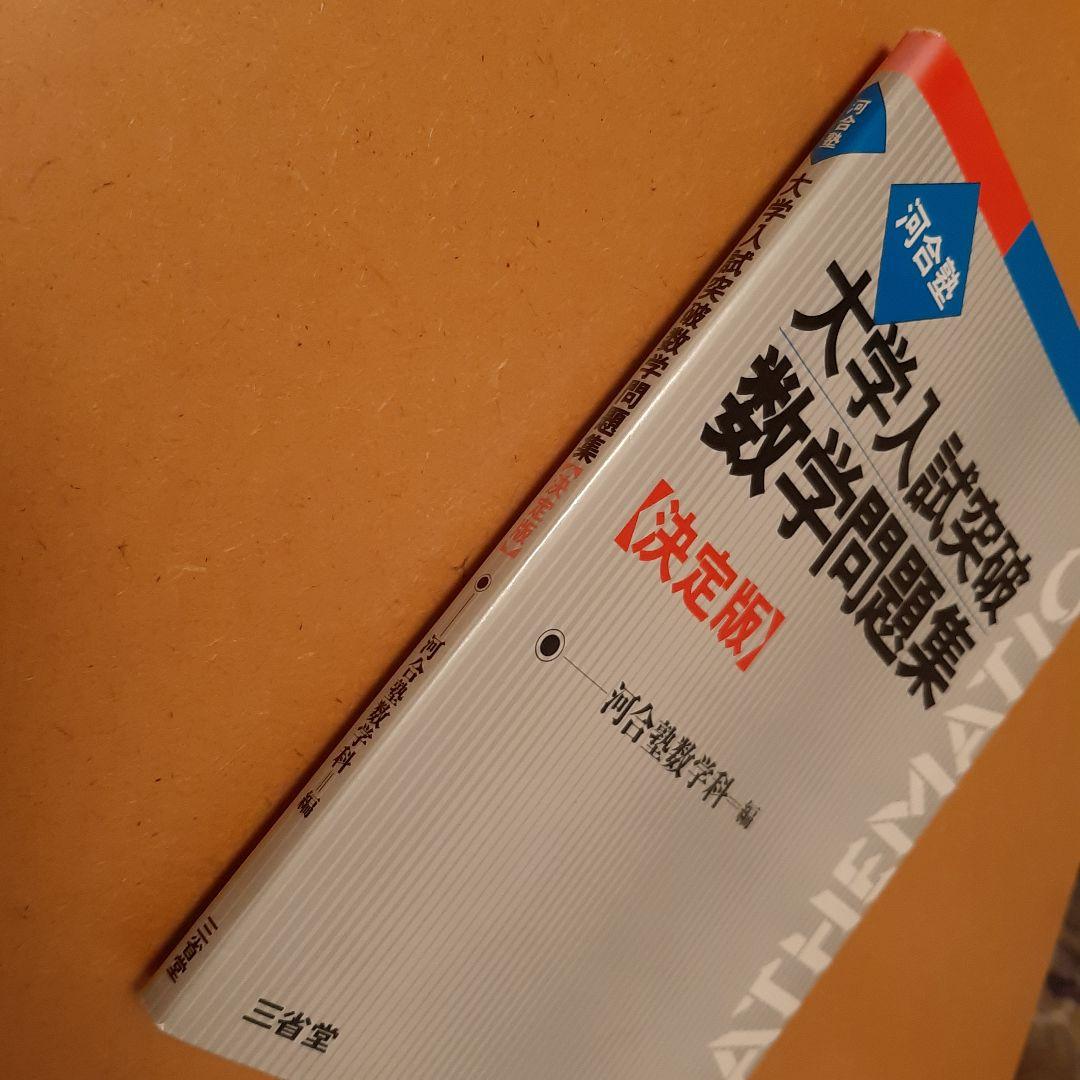 河合塾
大学入試突破数学問題集【決定版】
河合塾数学科=編
三省堂
河合塾
大学入試突破
数学問題集
【決定版】
河合塾数学科=編
三省堂
ATHEMATIC